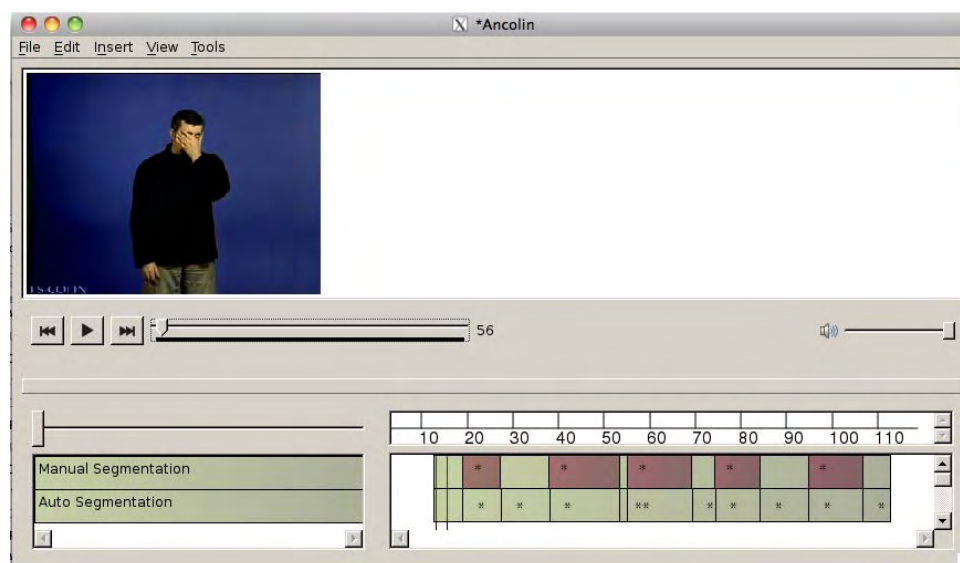 *Ancolin
File Edit Insert View Tools
LS-COLIN
56
10 20 30 40 50 60 70 80 90 100 110
Manual Segmentation * * * * *
Auto Segmentation * * * ** * * * * *